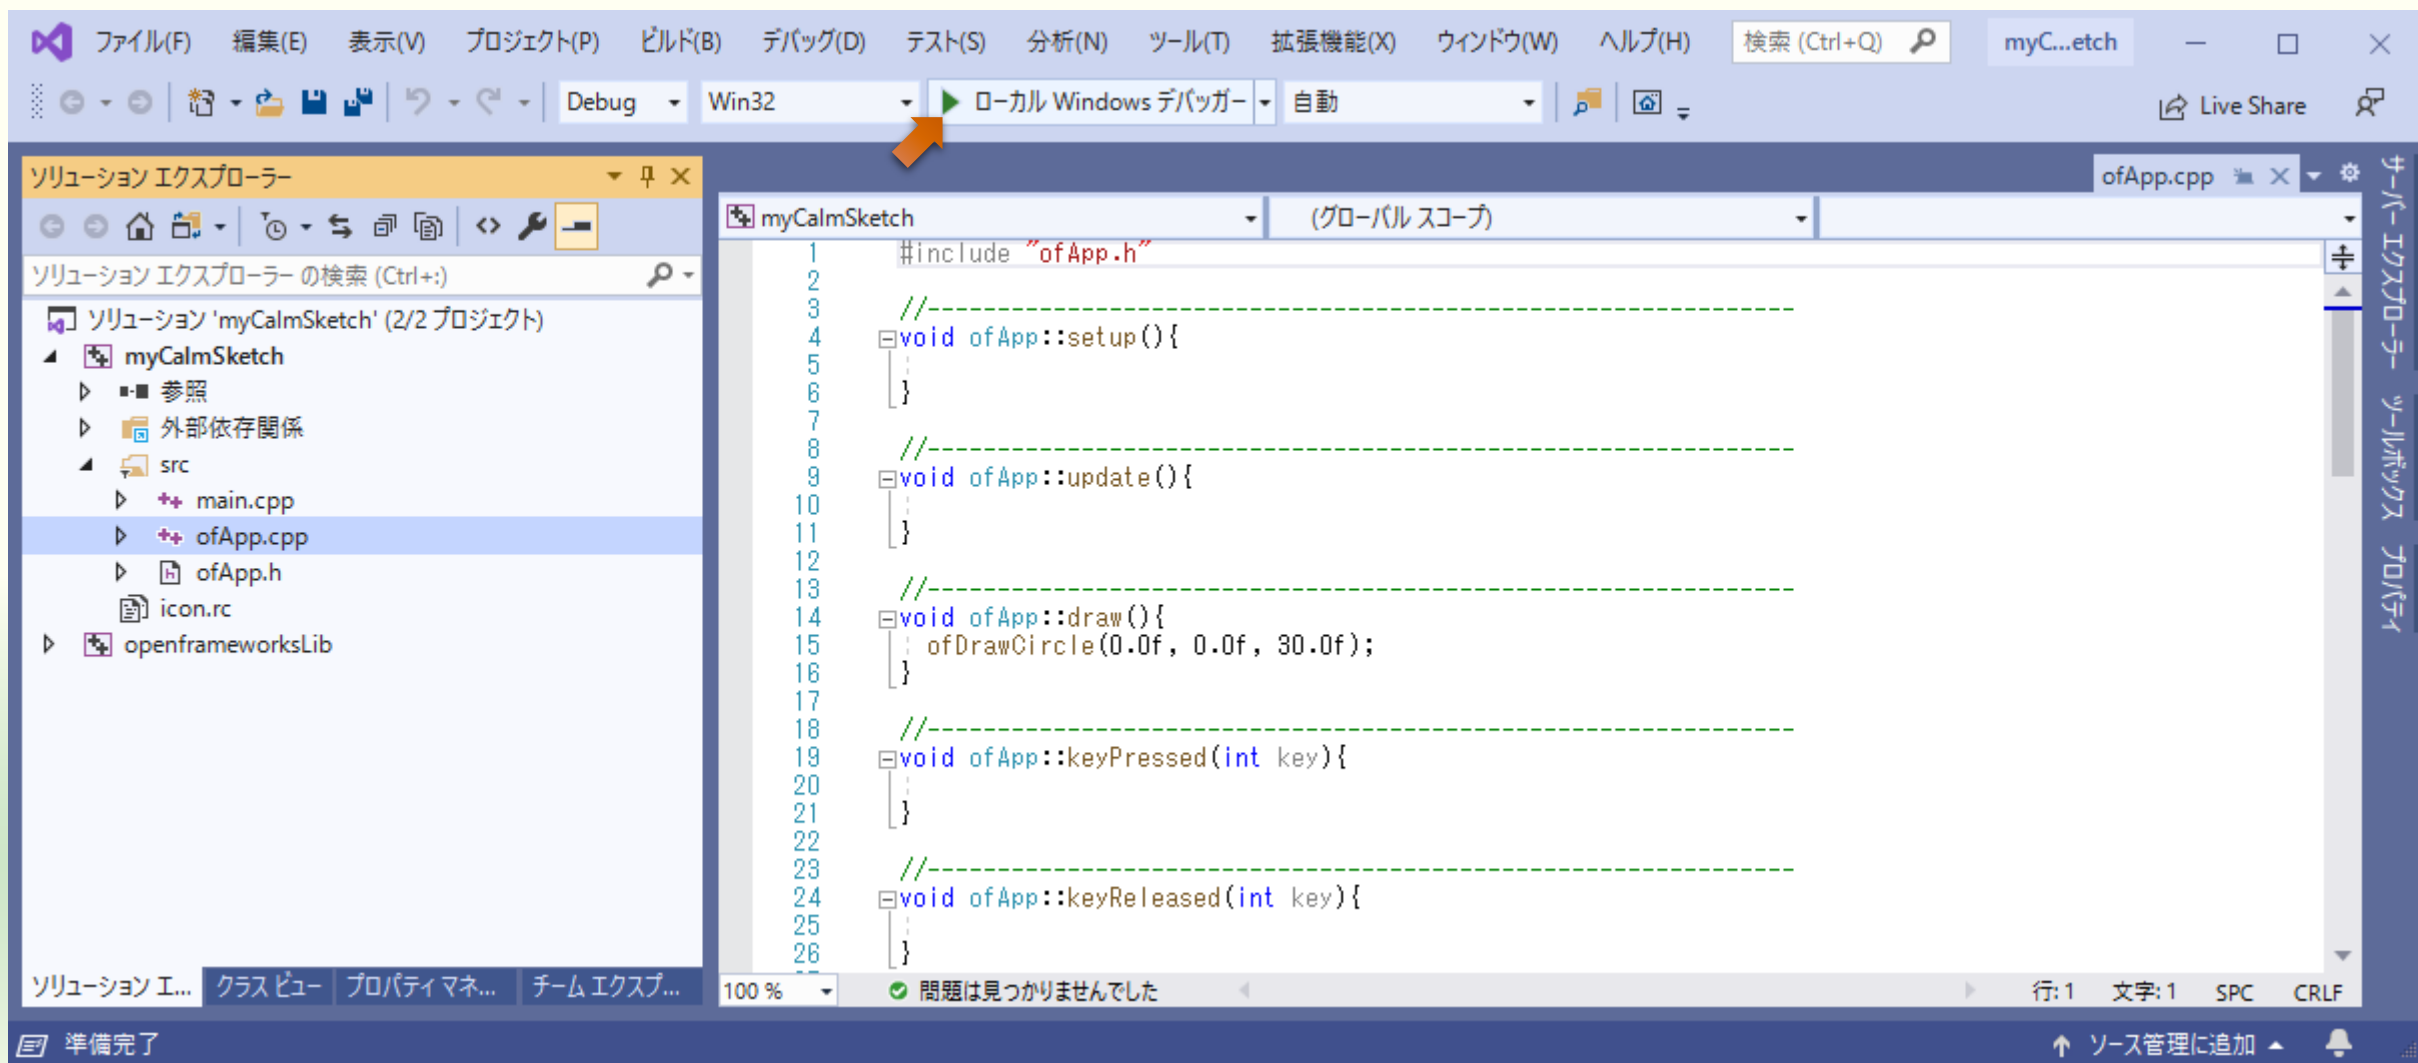 ファイル(F) 編集(E) 表示(V) プロジェクト(P) ビルド(B) デバッグ(D) テスト(S) 分析(N) ツール(T) 拡張機能(X) ウィンドウ(W) ヘルプ(H) 検索 (Ctrl+Q) myC...etch
Debug Win32 ローカル Windows デバッガー 自動 Live Share
ソリューション エクスプローラー
ソリューション エクスプローラー の検索 (Ctrl+:)
ソリューション 'myCalmSketch' (2/2 プロジェクト)
myCalmSketch
参照
外部依存関係
src
main.cpp
ofApp.cpp
ofApp.h
icon.rc
openframeworksLib
ソリューション エ... クラス ビュー プロパティ マネ... チーム エクスプ...
ofApp.cpp
myCalmSketch (グローバル スコープ)
1 #include "ofApp.h"
2
3 //--------------------------------------------------------------
4 void ofApp::setup(){
5
6 }
7
8 //--------------------------------------------------------------
9 void ofApp::update(){
10
11 }
12
13 //--------------------------------------------------------------
14 void ofApp::draw(){
15 ofDrawCircle(0.0f, 0.0f, 30.0f);
16 }
17
18 //--------------------------------------------------------------
19 void ofApp::keyPressed(int key){
20
21 }
22
23 //--------------------------------------------------------------
24 void ofApp::keyReleased(int key){
25
26 }
100 % 問題は見つかりませんでした 行: 1 文字: 1 SPC CRLF
サーバー エクスプローラー
ツールボックス
プロパティ
準備完了 ソース管理に追加